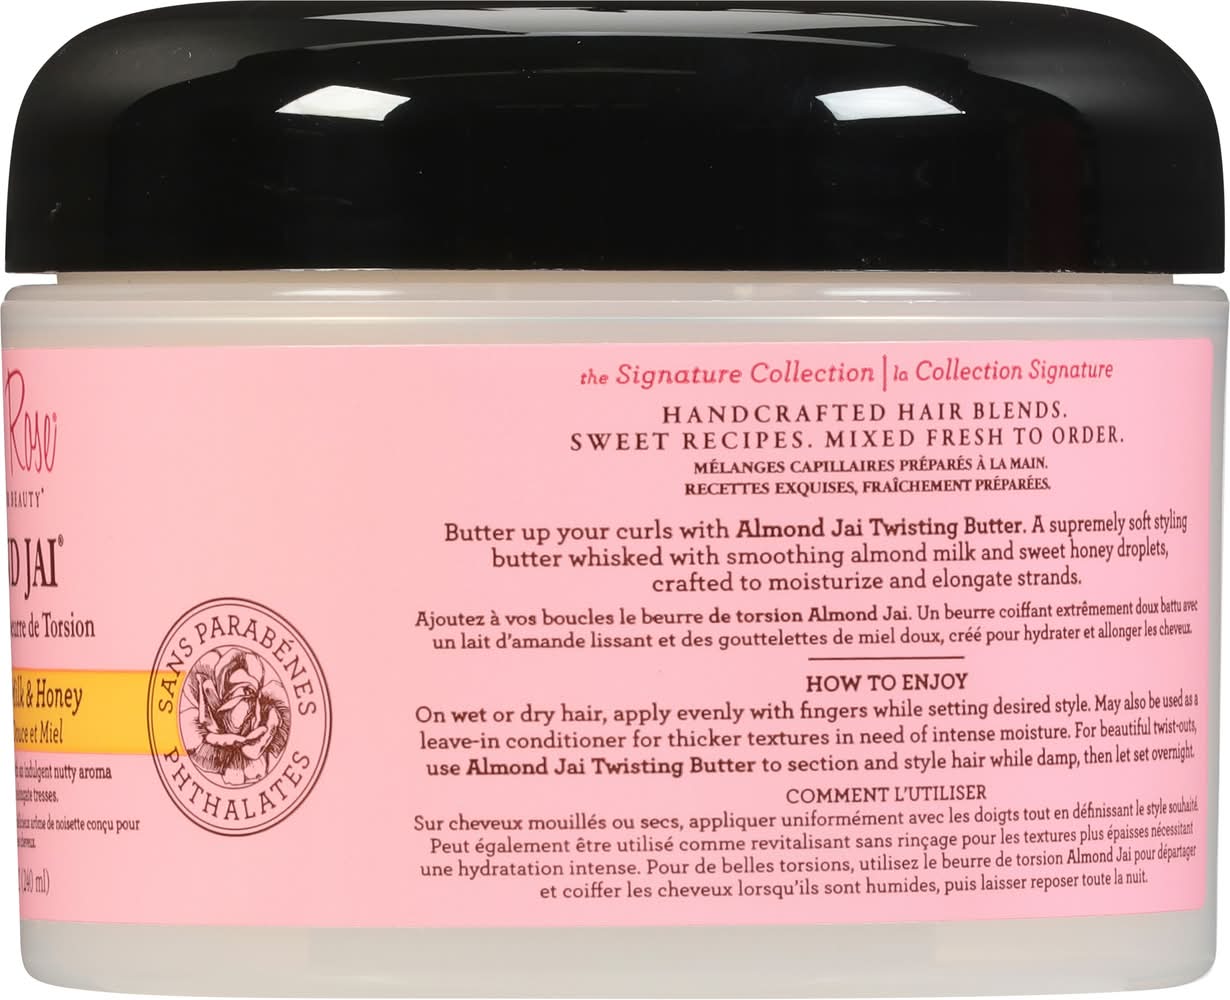 Rose
BEAUTY
D JAI®
de Torsion
& Honey
et Miel
indulgent nutty aroma
tresses.
arôme de noisette conçu pour
cheveux.
(240 ml)
SANS PARABÉNES
PHTHALATES
the Signature Collection | la Collection Signature
HANDCRAFTED HAIR BLENDS.
SWEET RECIPES. MIXED FRESH TO ORDER.
MÉLANGES CAPILLAIRES PRÉPARÉS À LA MAIN.
RECETTES EXQUISES, FRAÎCHEMENT PRÉPARÉES.
Butter up your curls with Almond Jai Twisting Butter. A supremely soft styling
butter whisked with smoothing almond milk and sweet honey droplets,
crafted to moisturize and elongate strands.
Ajoutez à vos boucles le beurre de torsion Almond Jai. Un beurre coiffant extrêmement doux battu avec
un lait d'amande lissant et des gouttelettes de miel doux, créé pour hydrater et allonger les cheveux.
HOW TO ENJOY
On wet or dry hair, apply evenly with fingers while setting desired style. May also be used as a
leave-in conditioner for thicker textures in need of intense moisture. For beautiful twist-outs,
use Almond Jai Twisting Butter to section and style hair while damp, then let set overnight.
COMMENT L'UTILISER
Sur cheveux mouillés ou secs, appliquer uniformément avec les doigts tout en définissant le style souhaité.
Peut également être utilisé comme revitalisant sans rinçage pour les textures plus épaisses nécessitant
une hydratation intense. Pour de belles torsions, utilisez le beurre de torsion Almond Jai pour départager
et coiffer les cheveux lorsqu'ils sont humides, puis laisser reposer toute la nuit.